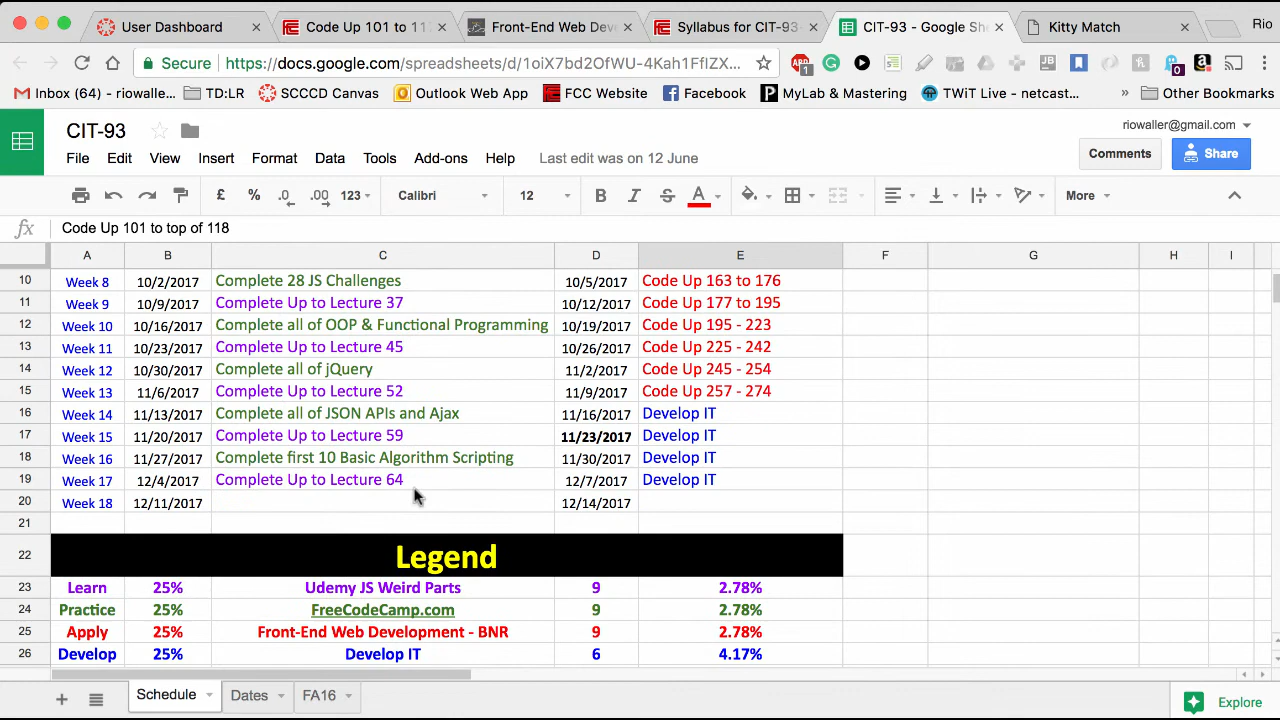 User Dashboard
Code Up 101 to 11
Front-End Web Dev
Syllabus for CIT-93
CIT-93 - Google She
Kitty Match
Rio
Secure
https://docs.google.com/spreadsheets/d/1oiX7bd2OfWU-4Kah1FfIZX...
Inbox (64) - riowalle...
TD:LR
SCCCD Canvas
Outlook Web App
FCC Website
Facebook
MyLab & Mastering
TWiT Live - netcast...
»
Other Bookmarks
CIT-93
riowaller@gmail.com
File Edit View Insert Format Data Tools Add-ons Help Last edit was on 12 June
Comments
Share
£ % .0 .00 123 Calibri 12 B I S A More
fx Code Up 101 to top of 118
A B C D E F G H I
10 Week 8 10/2/2017 Complete 28 JS Challenges 10/5/2017 Code Up 163 to 176
11 Week 9 10/9/2017 Complete Up to Lecture 37 10/12/2017 Code Up 177 to 195
12 Week 10 10/16/2017 Complete all of OOP & Functional Programming 10/19/2017 Code Up 195 - 223
13 Week 11 10/23/2017 Complete Up to Lecture 45 10/26/2017 Code Up 225 - 242
14 Week 12 10/30/2017 Complete all of jQuery 11/2/2017 Code Up 245 - 254
15 Week 13 11/6/2017 Complete Up to Lecture 52 11/9/2017 Code Up 257 - 274
16 Week 14 11/13/2017 Complete all of JSON APIs and Ajax 11/16/2017 Develop IT
17 Week 15 11/20/2017 Complete Up to Lecture 59 11/23/2017 Develop IT
18 Week 16 11/27/2017 Complete first 10 Basic Algorithm Scripting 11/30/2017 Develop IT
19 Week 17 12/4/2017 Complete Up to Lecture 64 12/7/2017 Develop IT
20 Week 18 12/11/2017 12/14/2017
21
22 Legend
23 Learn 25% Udemy JS Weird Parts 9 2.78%
24 Practice 25% FreeCodeCamp.com 9 2.78%
25 Apply 25% Front-End Web Development - BNR 9 2.78%
26 Develop 25% Develop IT 6 4.17%
Schedule
Dates
FA16
Explore